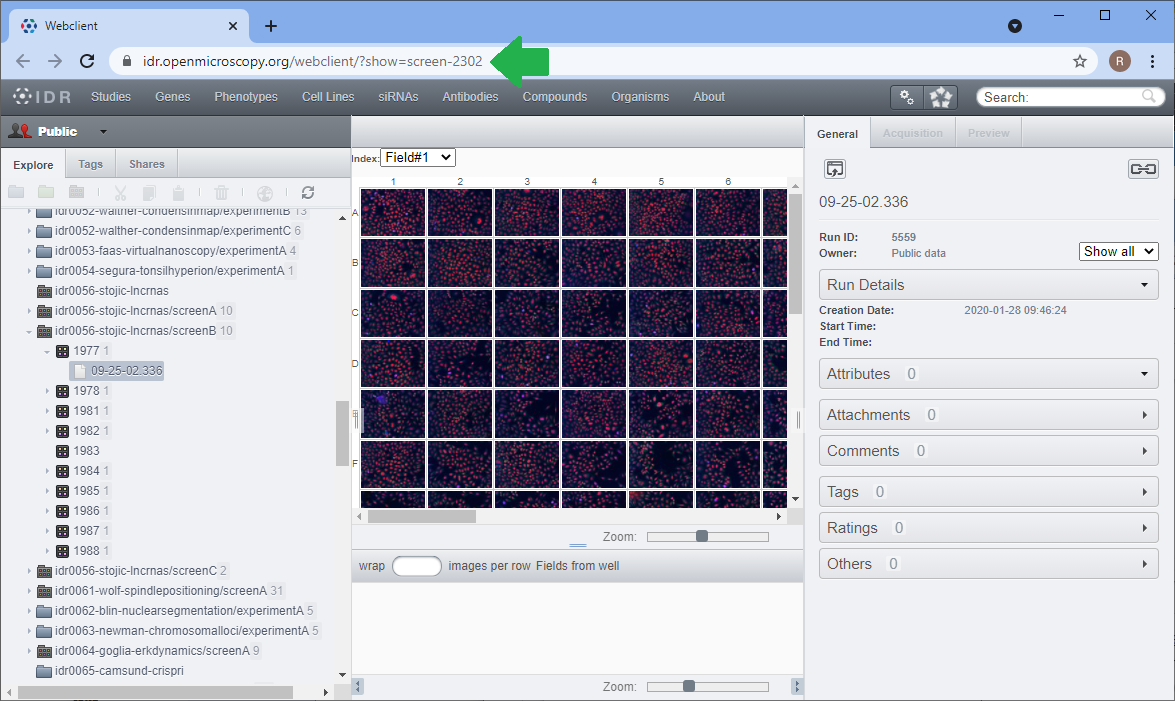 Webclient
idr.openmicroscopy.org/webclient/?show=screen-2302
R
IDR Studies Genes Phenotypes Cell Lines siRNAs Antibodies Compounds Organisms About Search:
Public
Explore Tags Shares
idr0052-walther-condensinmap/experimentB 13
idr0052-walther-condensinmap/experimentC 6
idr0053-faas-virtualnanoscopy/experimentA 4
idr0054-segura-tonsilhyperion/experimentA 1
idr0056-stojic-lncrnas
idr0056-stojic-lncrnas/screenA 10
idr0056-stojic-lncrnas/screenB 10
1977 1
09-25-02.336
1978 1
1981 1
1982 1
1983
1984 1
1985 1
1986 1
1987 1
1988 1
idr0056-stojic-lncrnas/screenC 2
idr0061-wolf-spindlepositioning/screenA 31
idr0062-blin-nuclearsegmentation/experimentA 5
idr0063-newman-chromosomalloci/experimentA 5
idr0064-goglia-erkdynamics/screenA 9
idr0065-camsund-crispri
Index: Field#1
1 2 3 4 5 6
A
B
C
D
E
F
Zoom:
wrap images per row Fields from well
Zoom:
General Acquisition Preview
09-25-02.336
Run ID: 5559
Owner: Public data
Show all
Run Details
Creation Date: 2020-01-28 09:46:24
Start Time:
End Time:
Attributes 0
Attachments 0
Comments 0
Tags 0
Ratings 0
Others 0